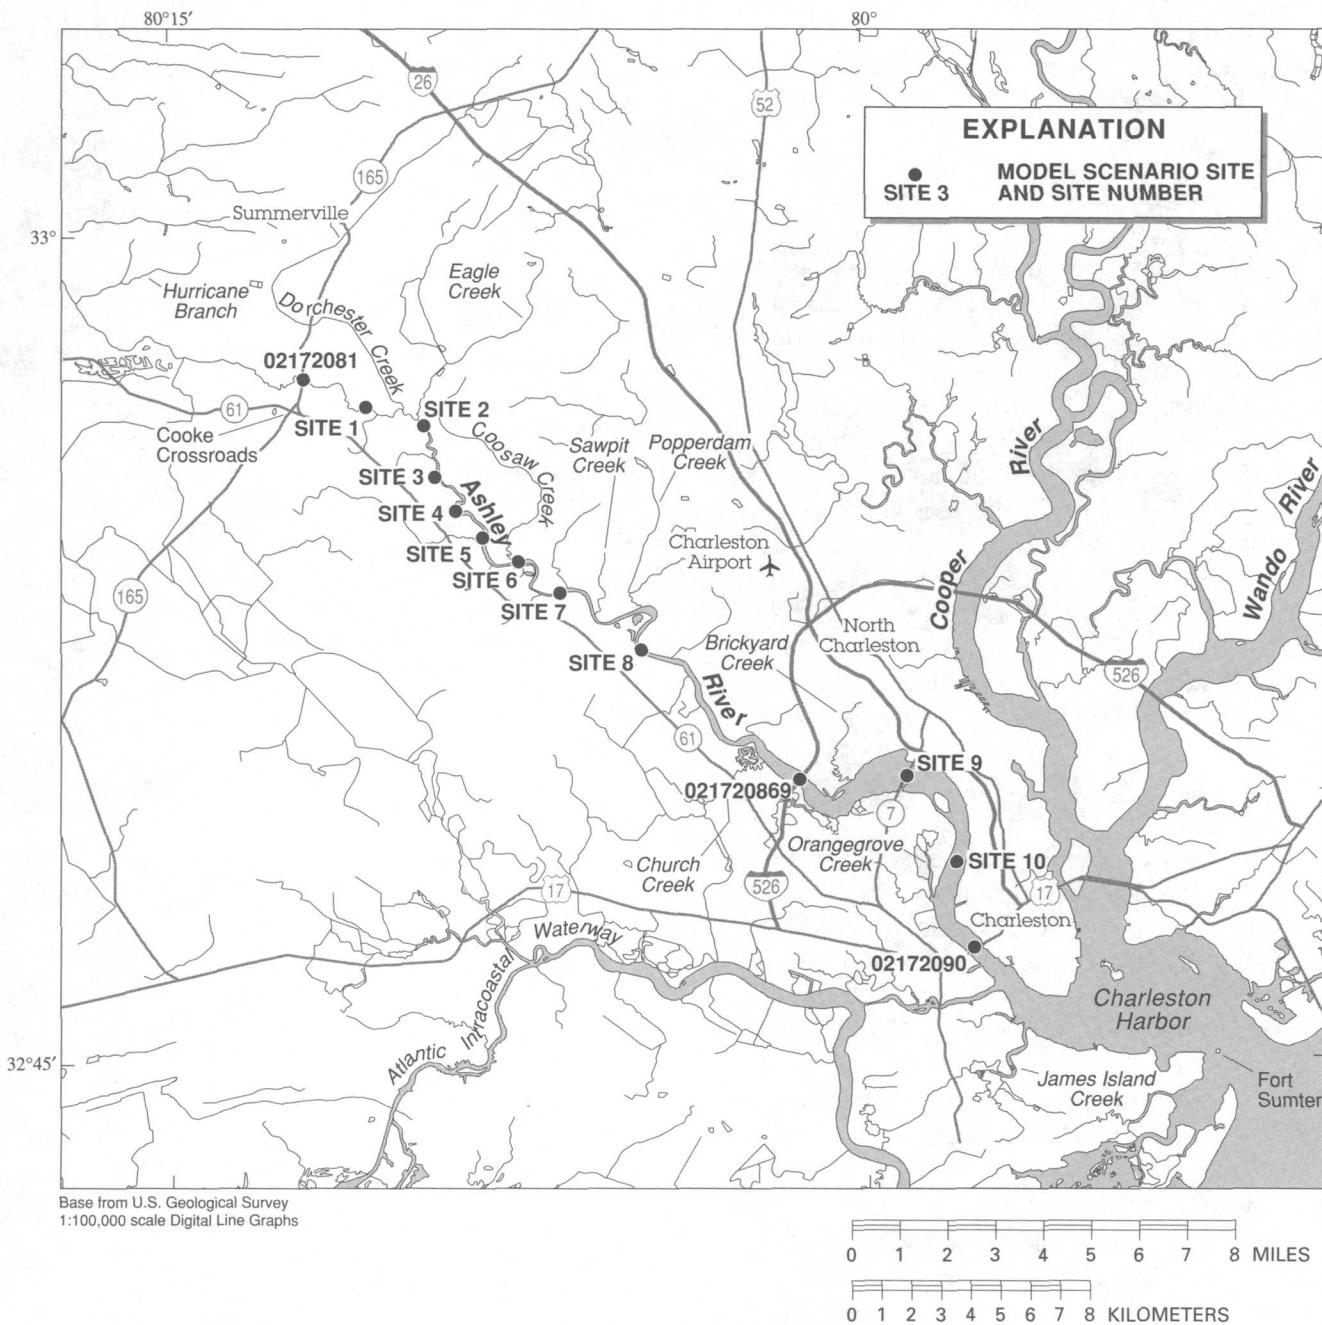 80°15′
80°
26
52
EXPLANATION
MODEL SCENARIO SITE
SITE 3
AND SITE NUMBER
165
Summerville
33°
Eagle
Creek
Hurricane
Branch
Dorchester Creek
02172081
61
SITE 1
SITE 2
Cooke
Crossroads
Coosaw Creek
Sawpit
Creek
Popperdam
Creek
River
River
SITE 3
Ashley
SITE 4
SITE 5
SITE 6
SITE 7
Charleston
Airport
Cooper
Wando
165
North
Charleston
Brickyard
Creek
SITE 8
River
526
61
SITE 9
021720869
7
Orangegrove
Creek
SITE 10
Church
Creek
526
17
17
Charleston
Waterway
02172090
Intracoastal
Atlantic
Charleston
Harbor
32°45′
James Island
Creek
Fort
Sumter
Base from U.S. Geological Survey
1:100,000 scale Digital Line Graphs
0 1 2 3 4 5 6 7 8 MILES
0 1 2 3 4 5 6 7 8 KILOMETERS